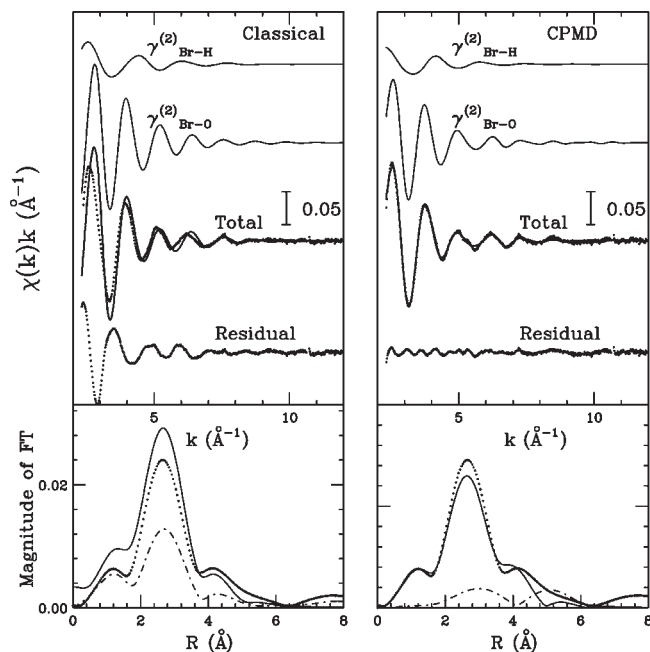 Classical
γ(2)Br-H
γ(2)Br-O
0.05
Total
Residual
χ(k)k (Å-1)
5 10
k (Å-1)
CPMD
γ(2)Br-H
γ(2)Br-O
0.05
Total
Residual
5 10
k (Å-1)
Magnitude of FT
0.02
0.00
0 2 4 6 8
R (Å)
0 2 4 6 8
R (Å)